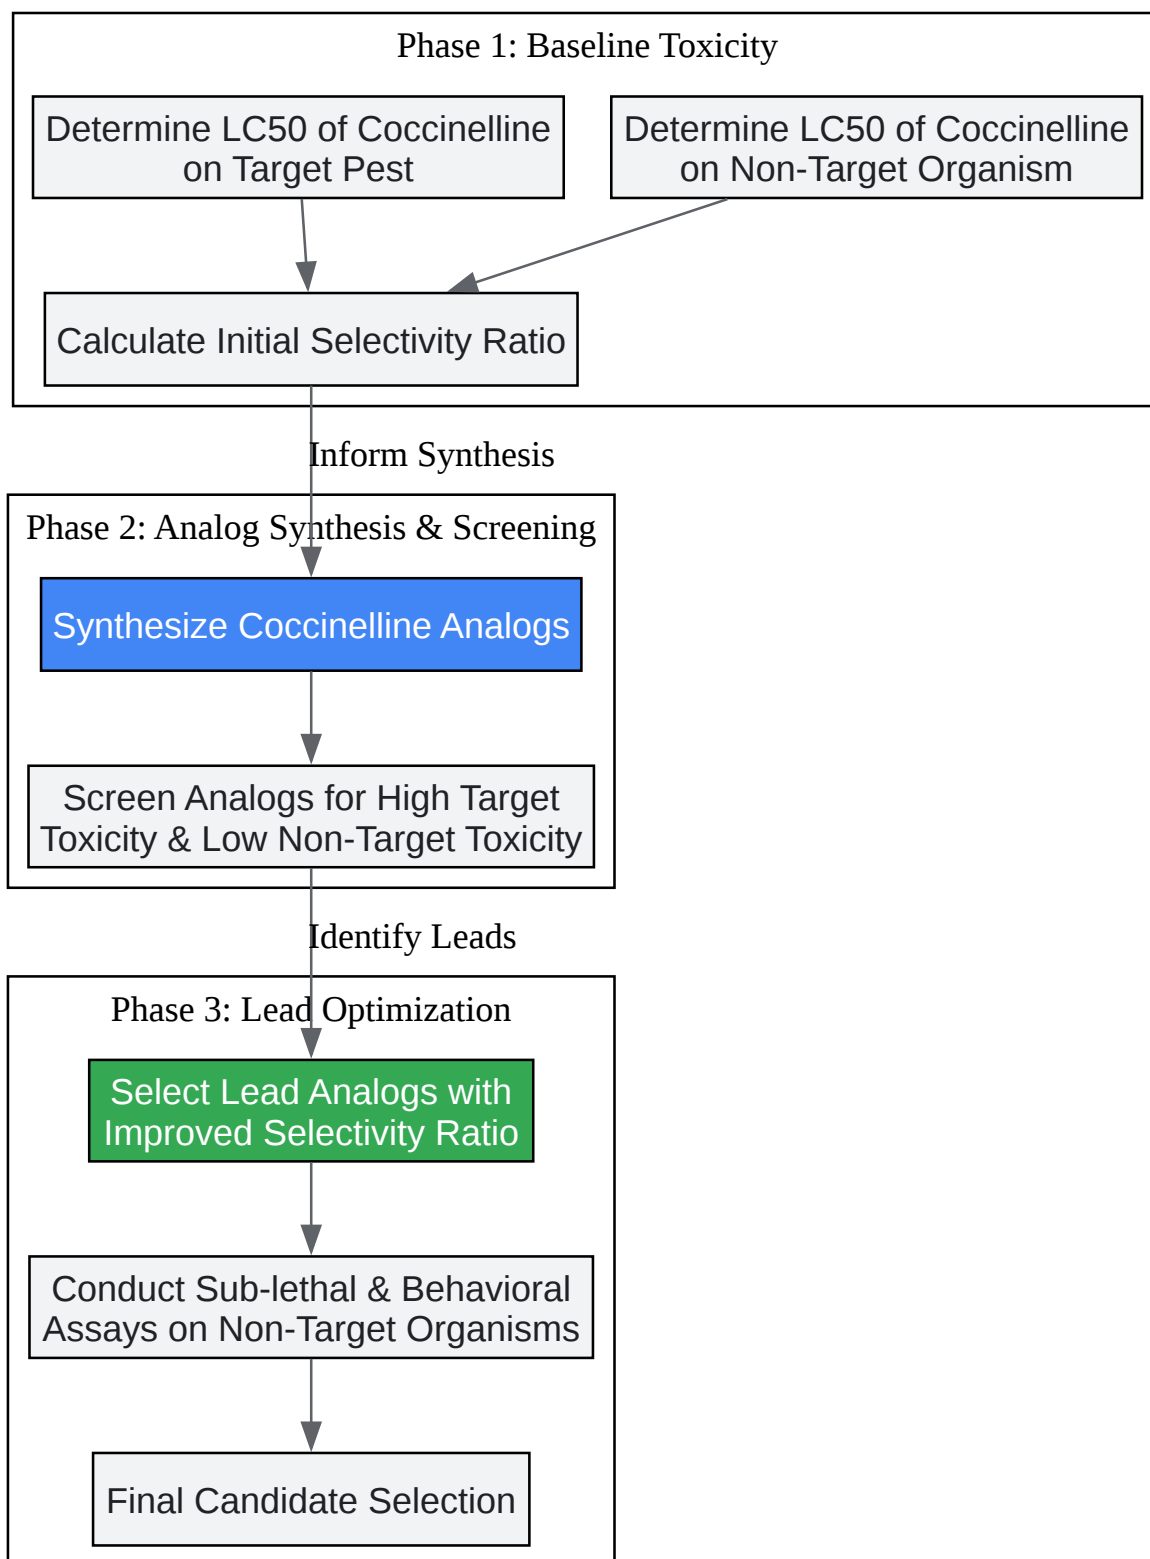 Phase 1: Baseline Toxicity
Determine LC50 of Coccinelline
on Target Pest
Determine LC50 of Coccinelline
on Non-Target Organism
Calculate Initial Selectivity Ratio
Inform Synthesis
Phase 2: Analog Synthesis & Screening
Synthesize Coccinelline Analogs
Screen Analogs for High Target
Toxicity & Low Non-Target Toxicity
Identify Leads
Phase 3: Lead Optimization
Select Lead Analogs with
Improved Selectivity Ratio
Conduct Sub-lethal & Behavioral
Assays on Non-Target Organisms
Final Candidate Selection